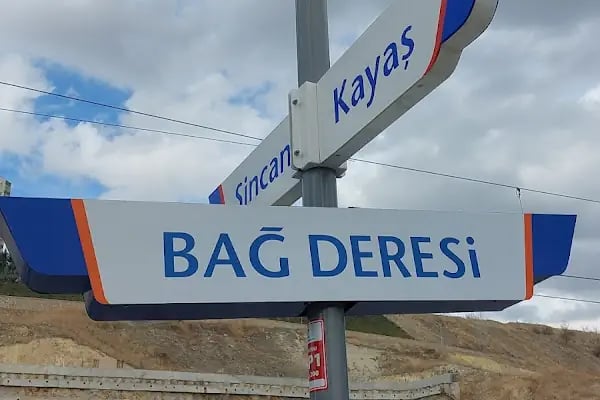 Kayaş
Sincan
BAĞ DERESi